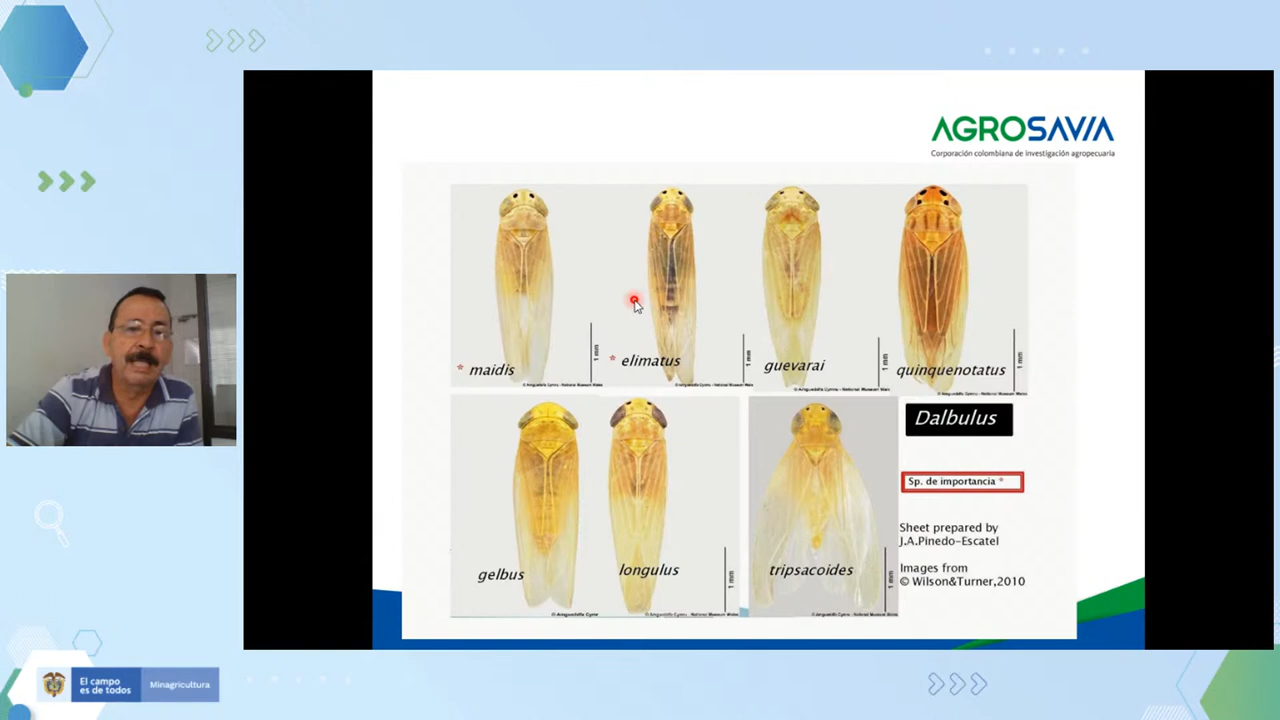 AGROSAVIA
Corporación colombiana de investigación agropecuaria
* maidis
1 mm
* elimatus
1 mm
guevarai
1 mm
quinquenotatus
1 mm
gelbus
longulus
1 mm
tripsacoides
1 mm
Dalbulus
Sp. de importancia *
Sheet prepared by
J.A.Pinedo-Escatel
Images from
© Wilson&Turner,2010
El campo
es de todos
Minagricultura